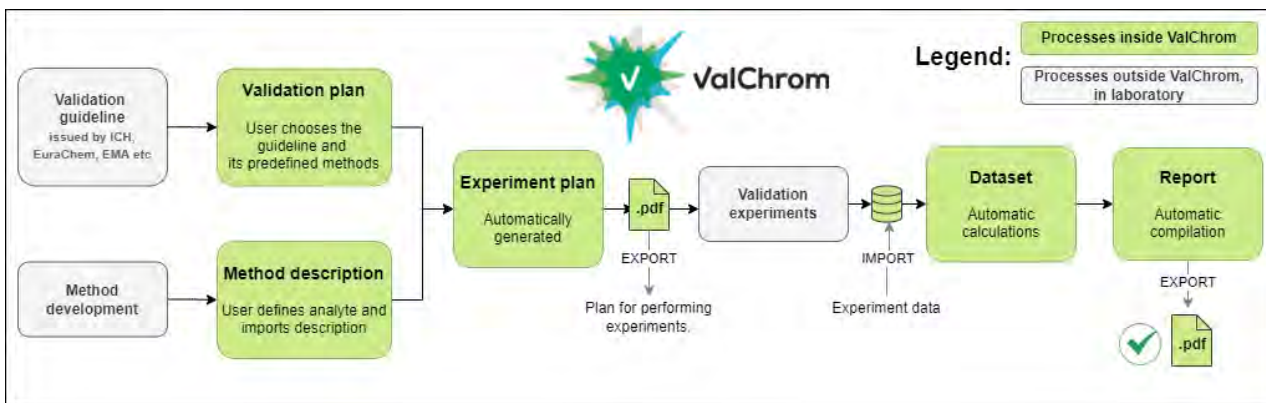 ValChrom
Legend:
Processes inside ValChrom
Processes outside ValChrom,
in laboratory
Validation
guideline
issued by ICH,
EuraChem, EMA etc
Validation plan
User chooses the
guideline and
its predefined methods
Method
development
Method description
User defines analyte and
imports description
Experiment plan
Automatically
generated
.pdf
EXPORT
Plan for performing
experiments.
Validation
experiments
IMPORT
Experiment data
Dataset
Automatic
calculations
Report
Automatic
compilation
EXPORT
.pdf